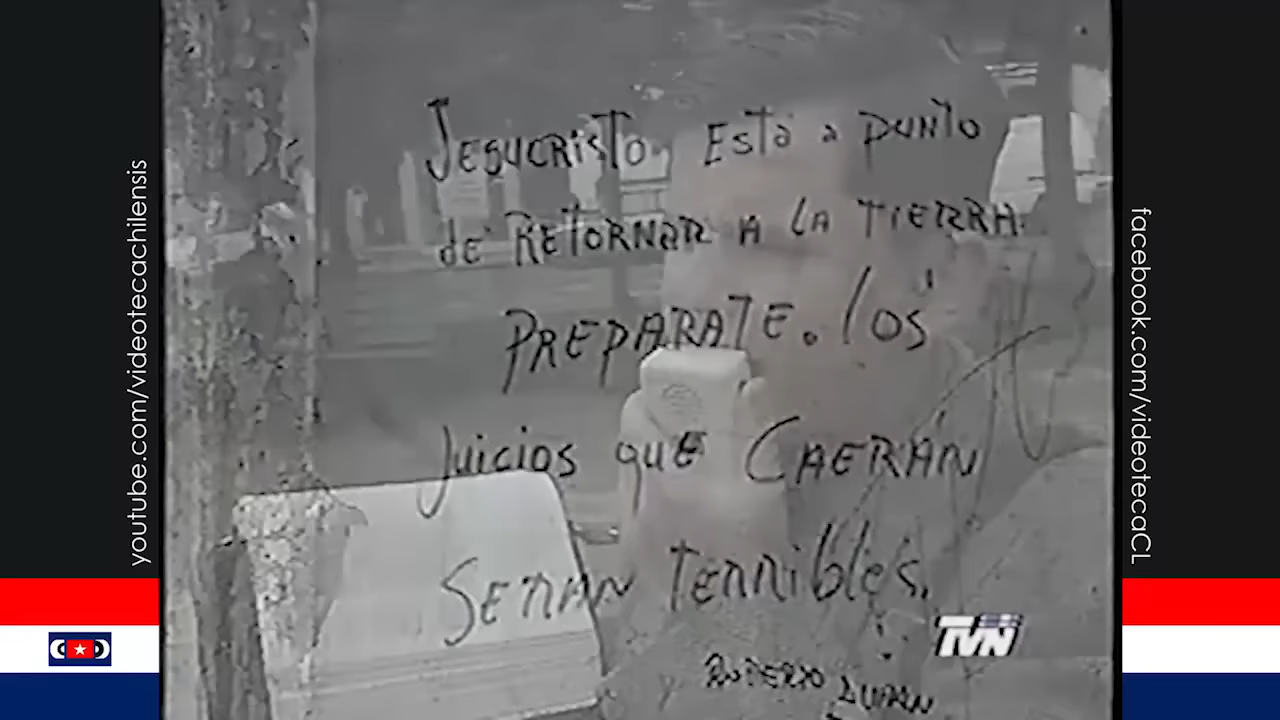 Jesucristo Está a punto
de Retornar a la tierra.
preparate. los
juicios que Caerán
Seran terribles.
TVN
youtube.com/videotecachilensis
facebook.com/videotecaCL